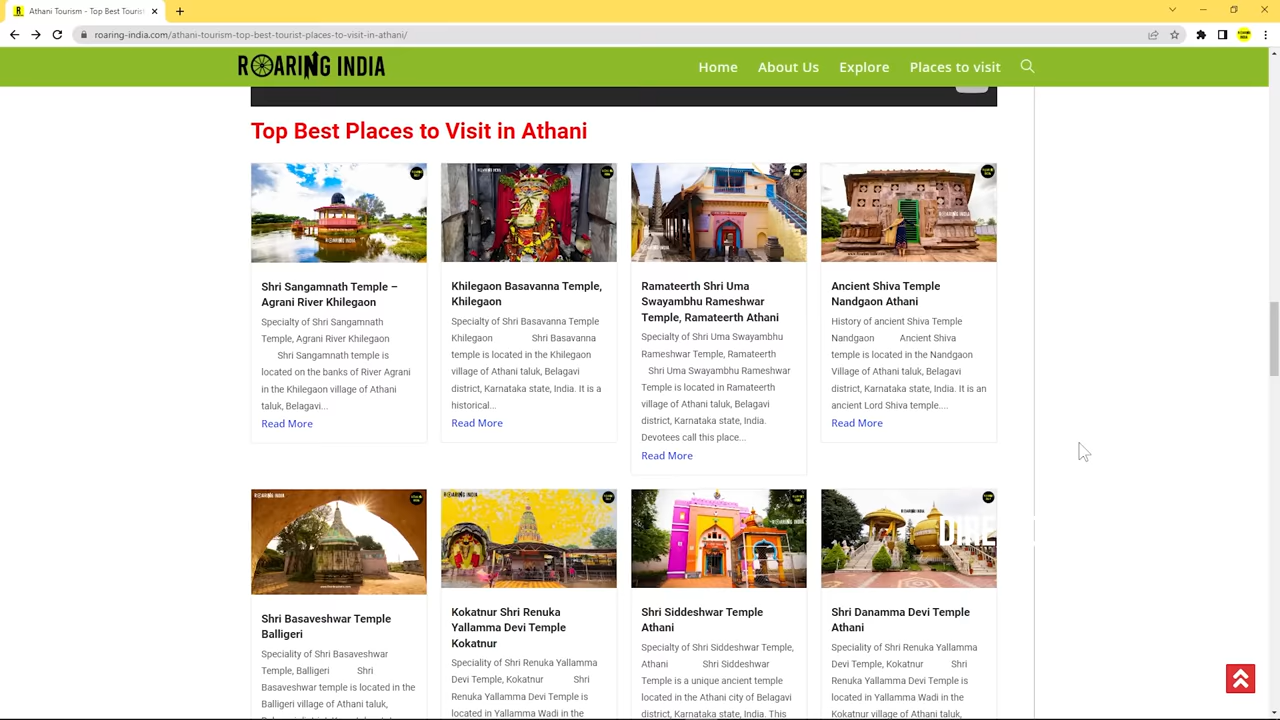 Athani Tourism - Top Best Tourist
roaring-india.com/athani-tourism-top-best-tourist-places-to-visit-in-athani/
ROARING INDIA
Home About Us Explore Places to visit
Top Best Places to Visit in Athani
Shri Sangamnath Temple –
Agrani River Khilegaon
Specialty of Shri Sangamnath
Temple, Agrani River Khilegaon
Shri Sangamnath temple is
located on the banks of River Agrani
in the Khilegaon village of Athani
taluk, Belagavi...
Read More
Khilegaon Basavanna Temple,
Khilegaon
Specialty of Shri Basavanna Temple
Khilegaon Shri Basavanna
temple is located in the Khilegaon
village of Athani taluk, Belagavi
district, Karnataka state, India. It is a
historical...
Read More
Ramateerth Shri Uma
Swayambhu Rameshwar
Temple, Ramateerth Athani
Specialty of Shri Uma Swayambhu
Rameshwar Temple, Ramateerth
Shri Uma Swayambhu Rameshwar
Temple is located in Ramateerth
village of Athani taluk, Belagavi
district, Karnataka state, India.
Devotees call this place...
Read More
Ancient Shiva Temple
Nandgaon Athani
History of ancient Shiva Temple
Nandgaon Ancient Shiva
temple is located in the Nandgaon
Village of Athani taluk, Belagavi
district, Karnataka state, India. It is an
ancient Lord Shiva temple....
Read More
DIRE
Shri Basaveshwar Temple
Balligeri
Speciality of Shri Basaveshwar
Temple, Balligeri Shri
Basaveshwar temple is located in the
Balligeri village of Athani taluk,
Kokatnur Shri Renuka
Yallamma Devi Temple
Kokatnur
Speciality of Shri Renuka Yallamma
Devi Temple, Kokatnur Shri
Renuka Yallamma Devi Temple is
located in Yallamma Wadi in the
Shri Siddeshwar Temple
Athani
Specialty of Shri Siddeshwar Temple,
Athani Shri Siddeshwar
Temple is a unique ancient temple
located in the Athani city of Belagavi
district, Karnataka state, India. This
Shri Danamma Devi Temple
Athani
Speciality of Shri Renuka Yallamma
Devi Temple, Kokatnur Shri
Renuka Yallamma Devi Temple is
located in Yallamma Wadi in the
Kokatnur village of Athani taluk,